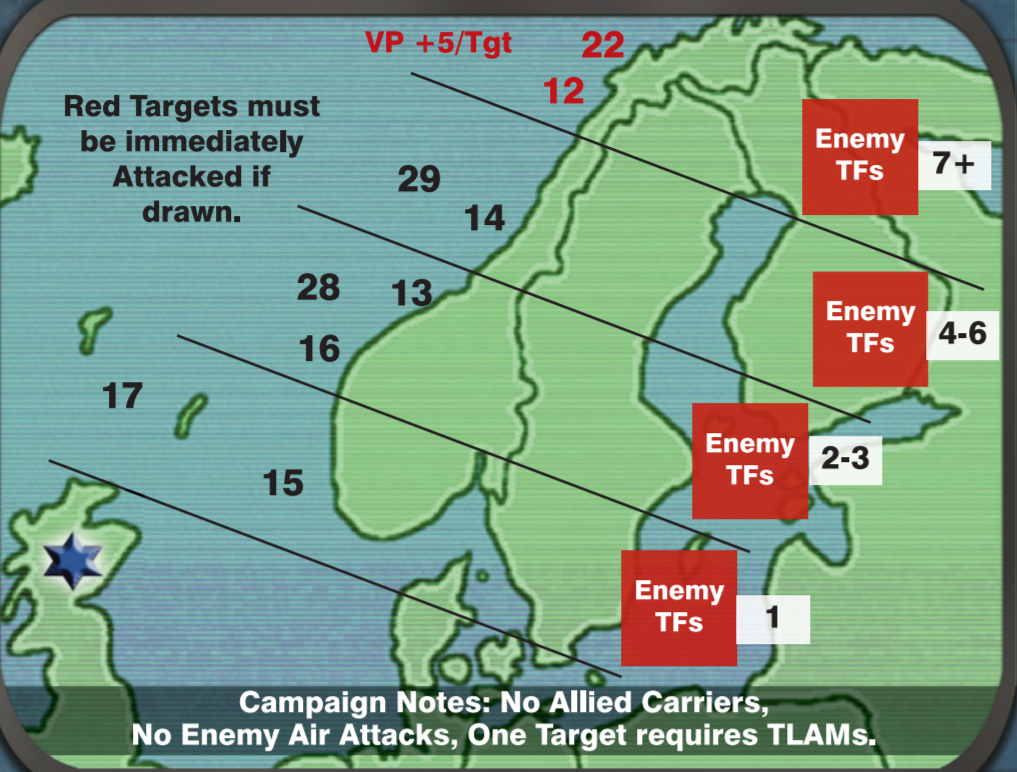 VP +5/Tgt
22
12
Red Targets must
be immediately
Attacked if
drawn.
Enemy
TFs
7+
29
14
28
13
Enemy
TFs
4-6
16
17
Enemy
TFs
2-3
15
Enemy
TFs
1
Campaign Notes: No Allied Carriers,
No Enemy Air Attacks, One Target requires TLAMs.